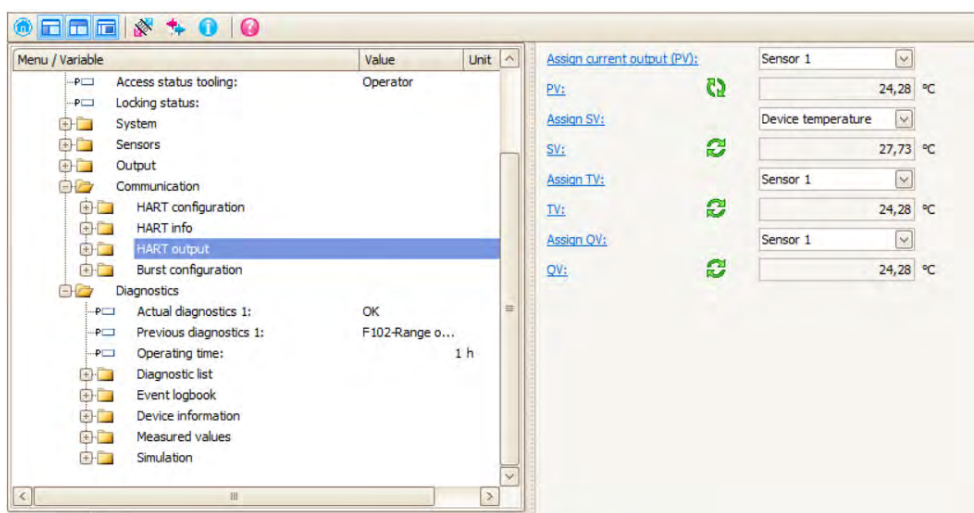 Menu / Variable Value Unit
Access status tooling: Operator
Locking status:
System
Sensors
Output
Communication
HART configuration
HART info
HART output
Burst configuration
Diagnostics
Actual diagnostics 1: OK
Previous diagnostics 1: F102-Range o...
Operating time: 1 h
Diagnostic list
Event logbook
Device information
Measured values
Simulation
Assign current output (PV): Sensor 1
PV: 24,28 °C
Assign SV: Device temperature
SV: 27,73 °C
Assign TV: Sensor 1
TV: 24,28 °C
Assign QV: Sensor 1
QV: 24,28 °C